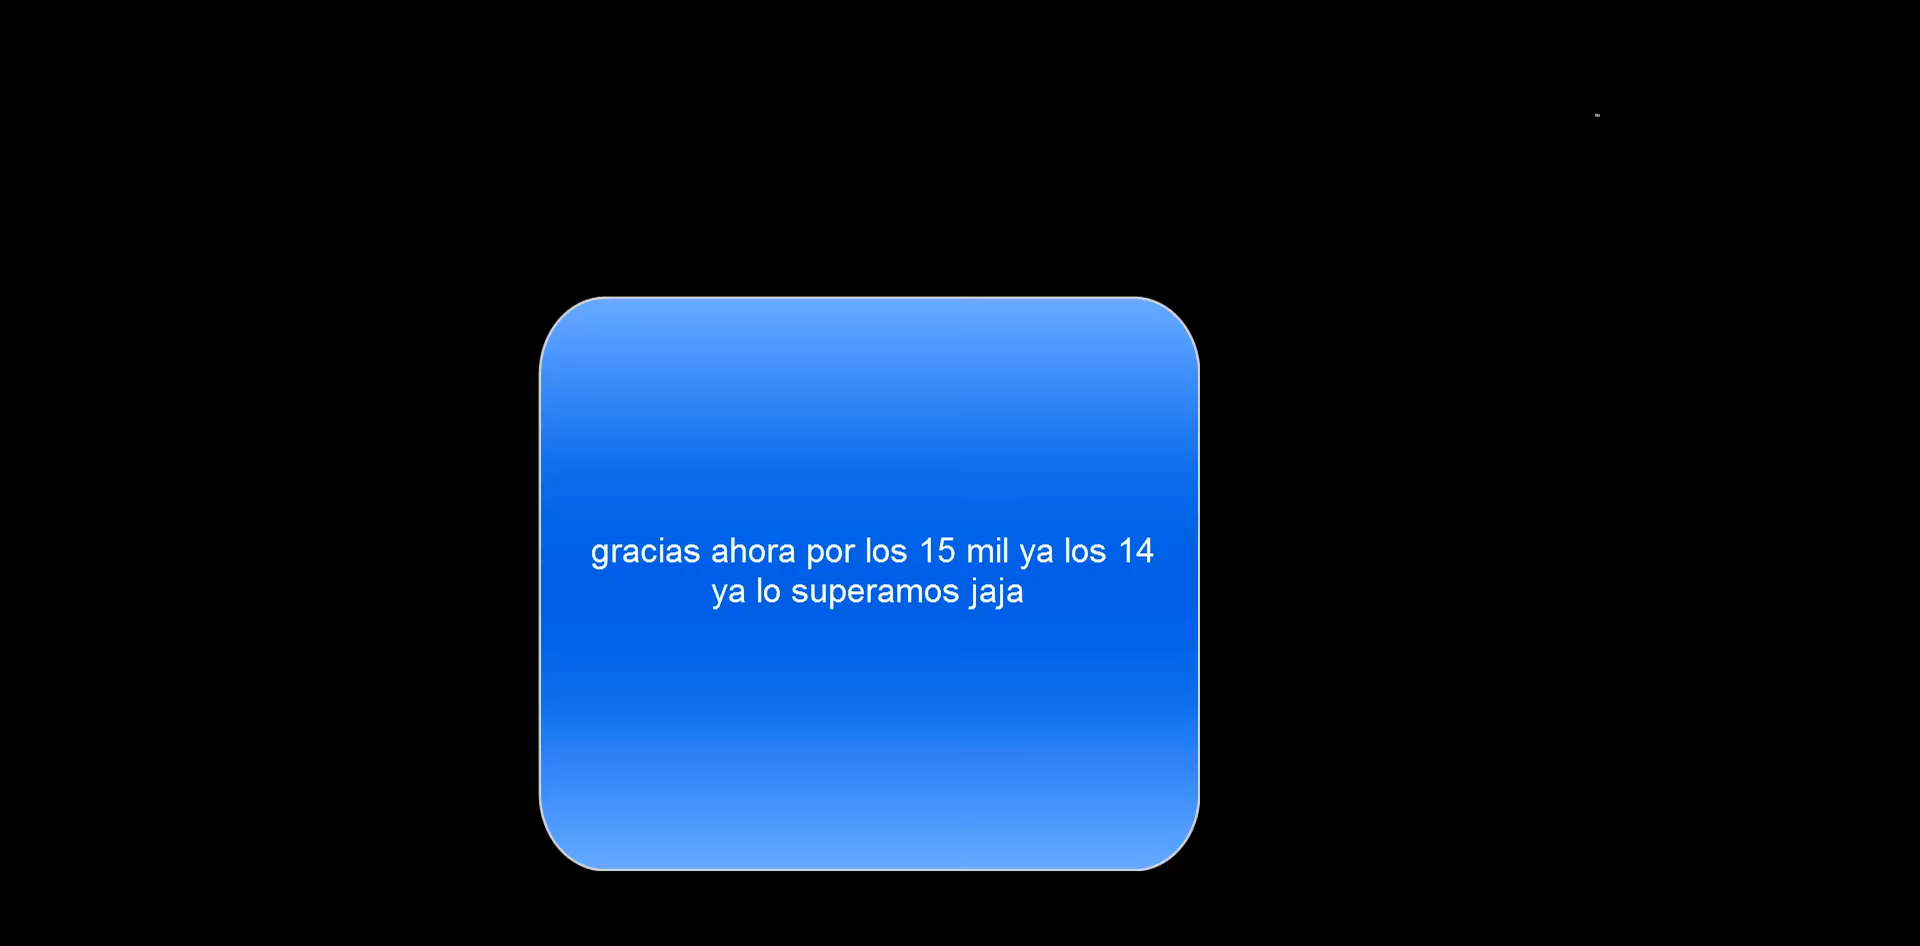 gracias ahora por los 15 mil ya los 14
ya lo superamos jaja